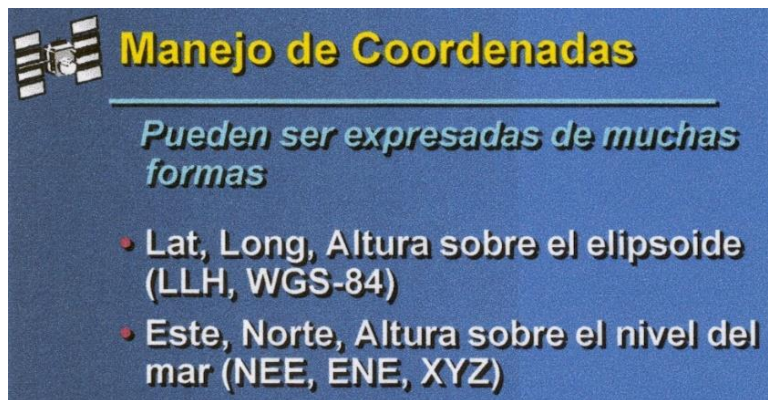 Manejo de Coordenadas
Pueden ser expresadas de muchas
formas
• Lat, Long, Altura sobre el elipsoide
(LLH, WGS-84)
• Este, Norte, Altura sobre el nivel del
mar (NEE, ENE, XYZ)